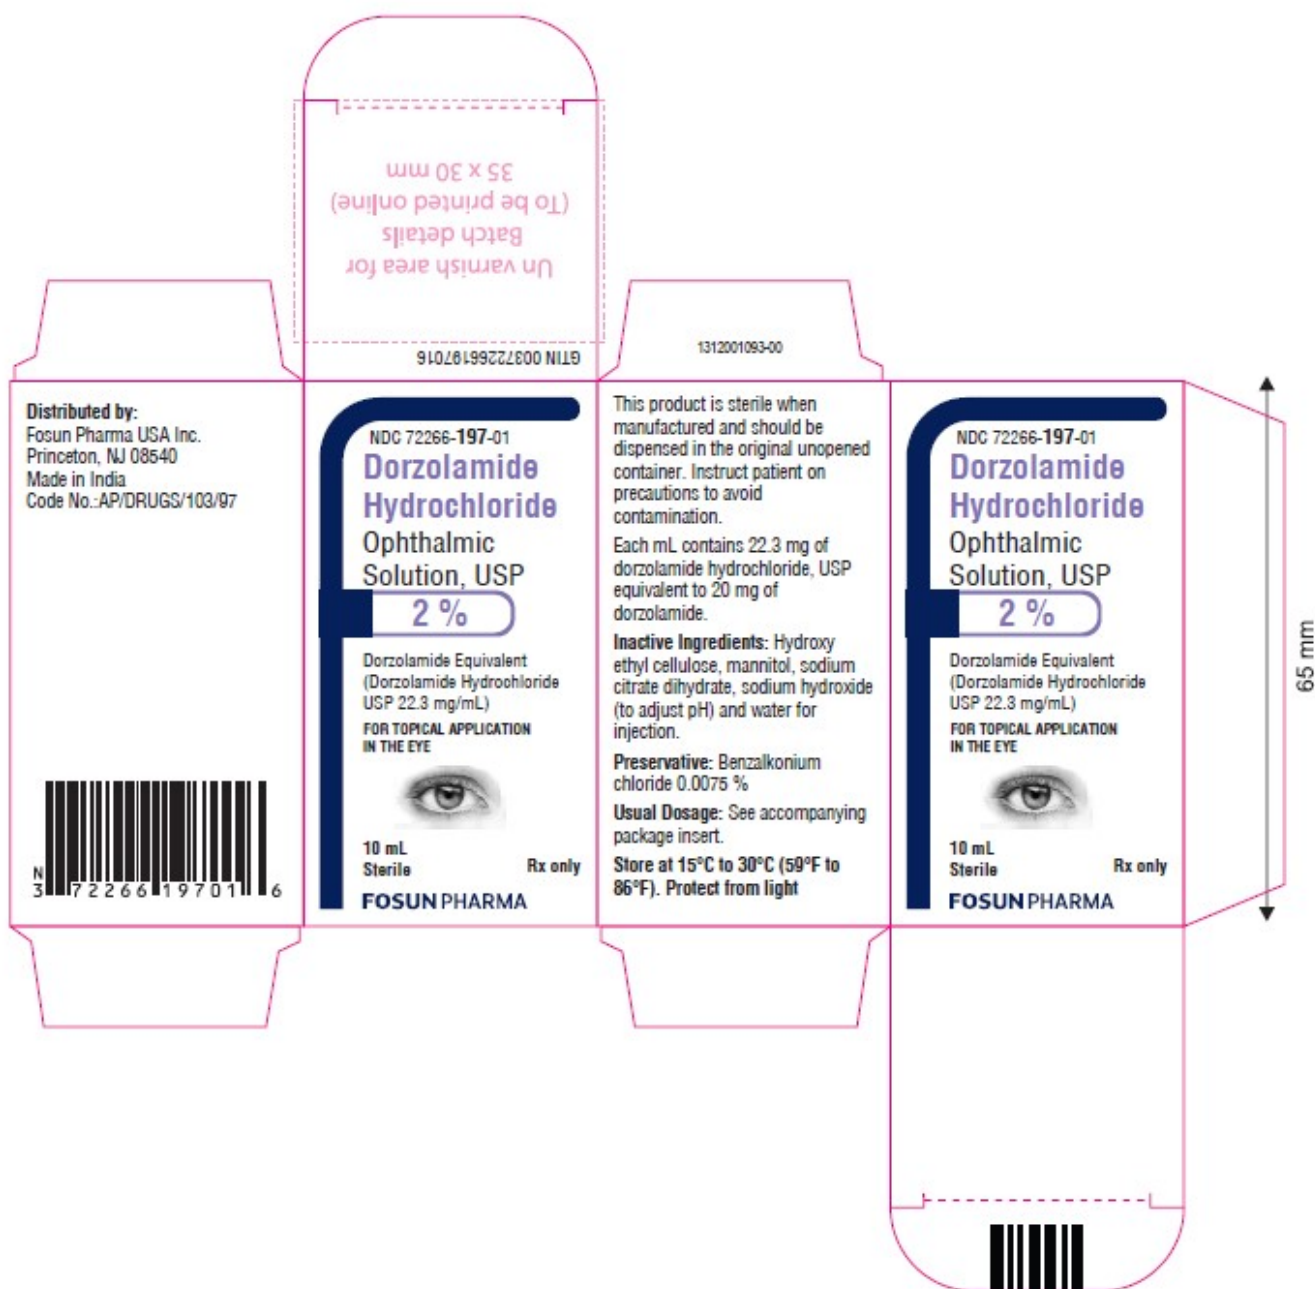 35 x 30 mm
Un varnish area for
Batch details
(To be printed online)
GTIN 00372266197016
1312001093-00
Distributed by:
Fosun Pharma USA Inc.
Princeton, NJ 08540
Made in India
Code No.:AP/DRUGS/103/97
N
3 72266 19701 6
NDC 72266-197-01
Dorzolamide
Hydrochloride
Ophthalmic
Solution, USP
2 %
Dorzolamide Equivalent
(Dorzolamide Hydrochloride
USP 22.3 mg/mL)
FOR TOPICAL APPLICATION
IN THE EYE
10 mL
Sterile Rx only
FOSUN PHARMA
This product is sterile when
manufactured and should be
dispensed in the original unopened
container. Instruct patient on
precautions to avoid
contamination.
Each mL contains 22.3 mg of
dorzolamide hydrochloride, USP
equivalent to 20 mg of
dorzolamide.
Inactive Ingredients: Hydroxy
ethyl cellulose, mannitol, sodium
citrate dihydrate, sodium hydroxide
(to adjust pH) and water for
injection.
Preservative: Benzalkonium
chloride 0.0075 %
Usual Dosage: See accompanying
package insert.
Store at 15°C to 30°C (59°F to
86°F). Protect from light
NDC 72266-197-01
Dorzolamide
Hydrochloride
Ophthalmic
Solution, USP
2 %
Dorzolamide Equivalent
(Dorzolamide Hydrochloride
USP 22.3 mg/mL)
FOR TOPICAL APPLICATION
IN THE EYE
10 mL
Sterile Rx only
FOSUN PHARMA
65 mm